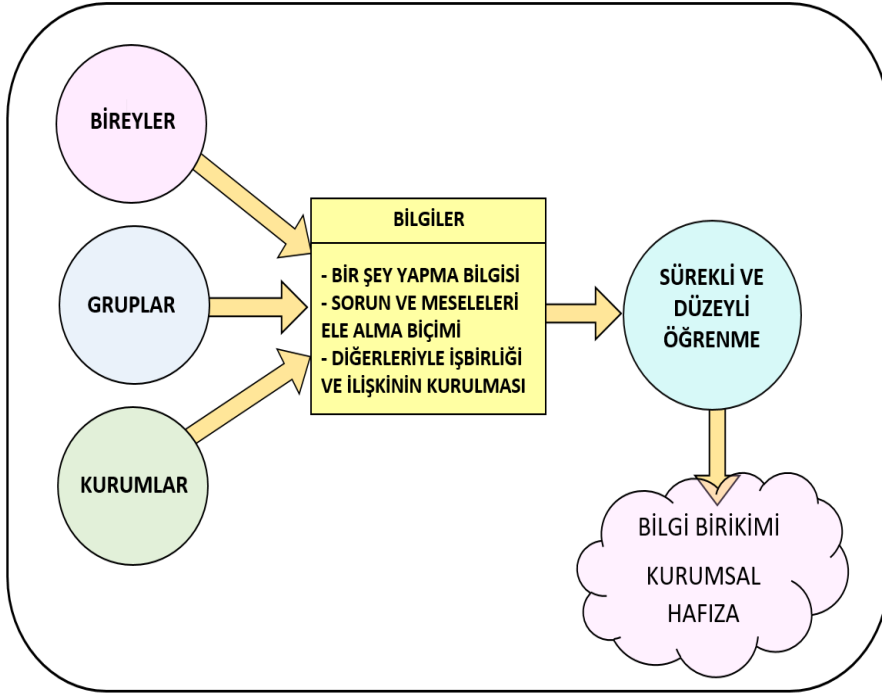 BİREYLER
GRUPLAR
KURUMLAR
BİLGİLER
- BİR ŞEY YAPMA BİLGİSİ
- SORUN VE MESELELERİ
ELE ALMA BİÇİMİ
- DİĞERLERİYLE İŞBİRLİĞİ
VE İLİŞKİNİN KURULMASI
SÜREKLİ VE
DÜZEYLİ
ÖĞRENME
BİLGİ BİRİKİMİ
KURUMSAL
HAFIZA